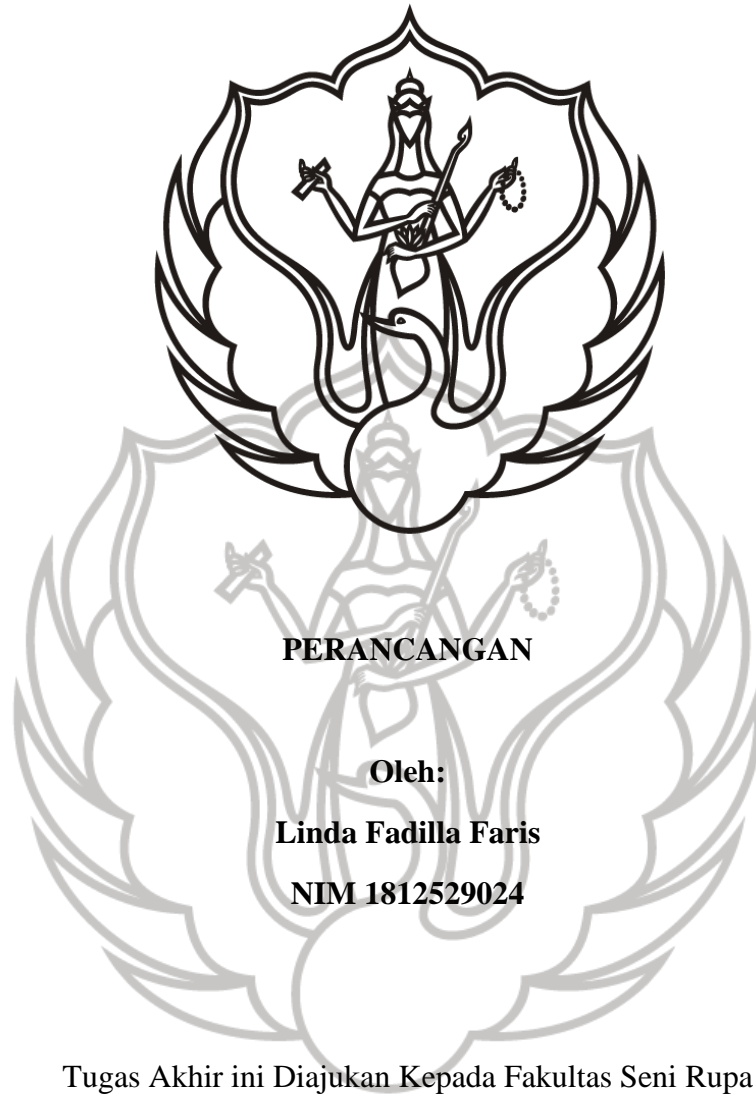 PERANCANGAN
Oleh:
Linda Fadilla Faris
NIM 1812529024
Tugas Akhir ini Diajukan Kepada Fakultas Seni Rupa